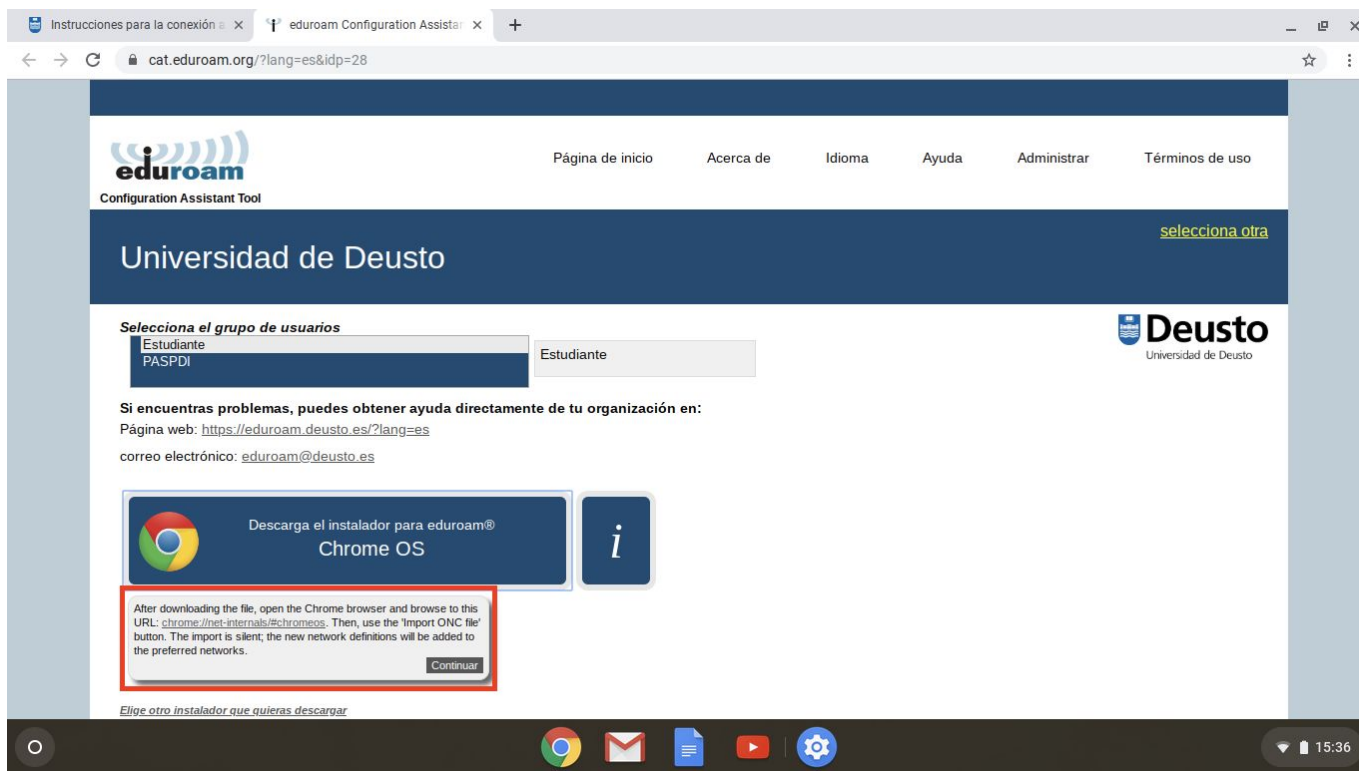 Instrucciones para la conexión a
eduroam Configuration Assistan
cat.eduroam.org/?lang=es&idp=28
eduroam
Configuration Assistant Tool
Página de inicio Acerca de Idioma Ayuda Administrar Términos de uso
selecciona otra
Universidad de Deusto
Selecciona el grupo de usuarios
Estudiante
PASPDI
Estudiante
Deusto
Universidad de Deusto
Si encuentras problemas, puedes obtener ayuda directamente de tu organización en:
Página web: https://eduroam.deusto.es/?lang=es
correo electrónico: eduroam@deusto.es
Descarga el instalador para eduroam®
Chrome OS
i
After downloading the file, open the Chrome browser and browse to this
URL: chrome://net-internals/#chromeos. Then, use the 'Import ONC file'
button. The import is silent; the new network definitions will be added to
the preferred networks.
Continuar
Elige otro instalador que quieras descargar
15:36